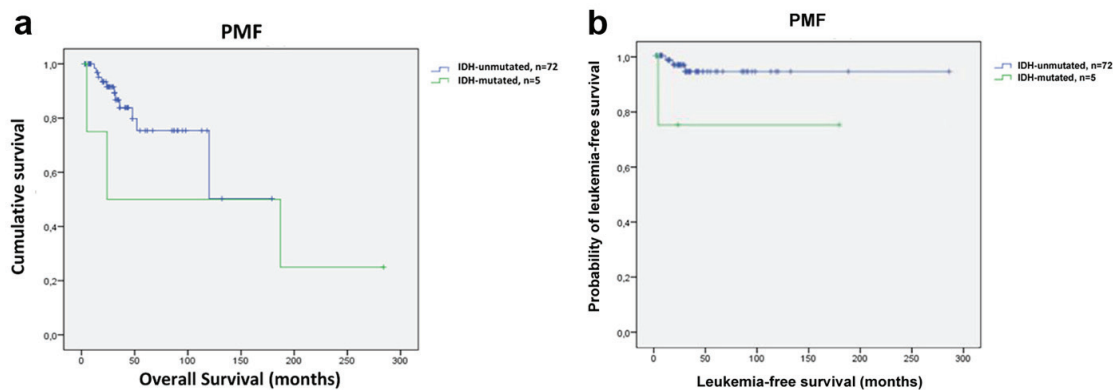 a
PMF
Cumulative survival
1,0
0,8
0,6
0,4
0,2
0,0
0 50 100 150 200 250 300
Overall Survival (months)
IDH-unmutated, n=72
IDH-mutated, n=5
b
PMF
Probability of leukemia-free survival
1,0
0,8
0,6
0,4
0,2
0,0
0 50 100 150 200 250 300
Leukemia-free survival (months)
IDH-unmutated, n=72
IDH-mutated, n=5